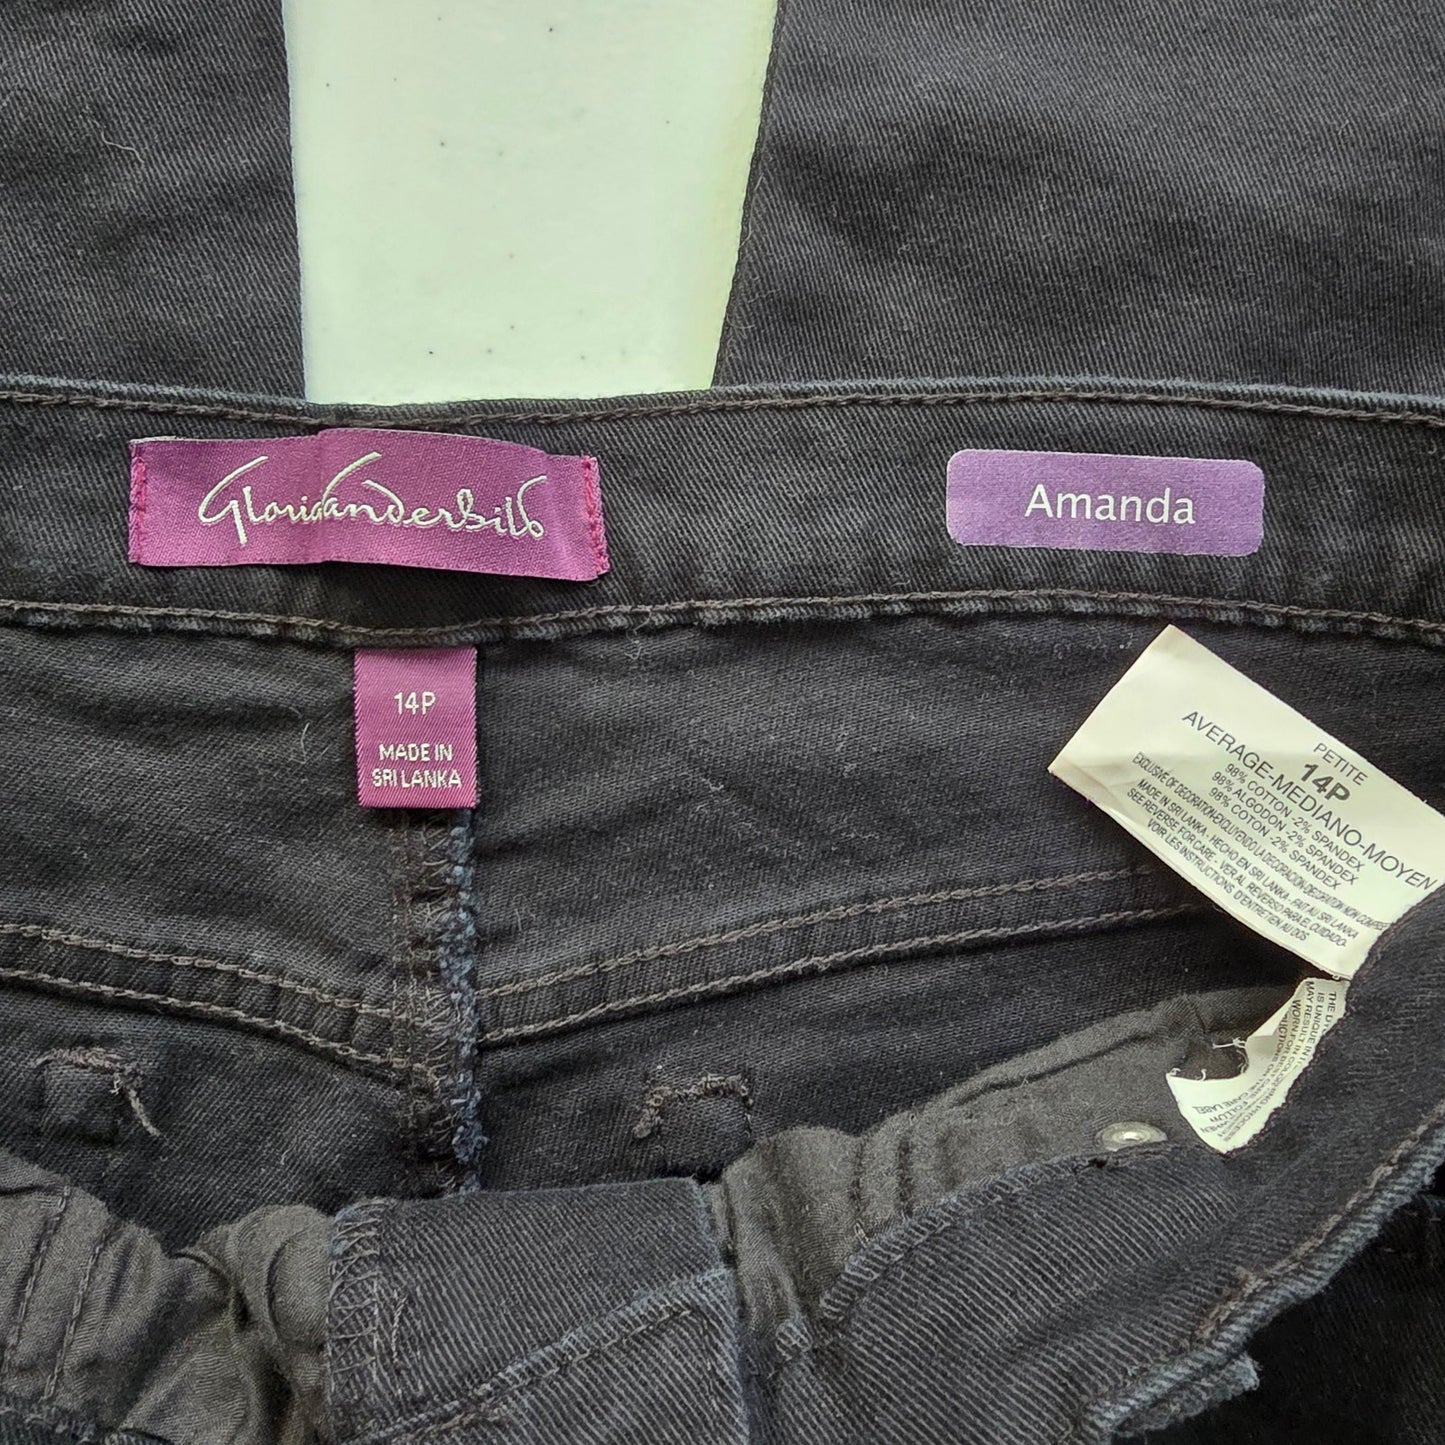 Gloria Vanderbilt
Amanda
14P
MADE IN
SRI LANKA
PETITE
14P
AVERAGE-MEDIANO-MOYEN
98% COTTON -2% SPANDEX
98% ALGODON -2% SPANDEX
98% COTON -2% SPANDEX
MADE IN SRI LANKA - HECHO EN SRI LANKA - FAIT AU SRI LANKA
SEE REVERSE FOR CARE. VER AL REVERSO PARA EL CUIDADO.
VOIR LES INSTRUCTIONS, D'ENTRETIEN AU DOS